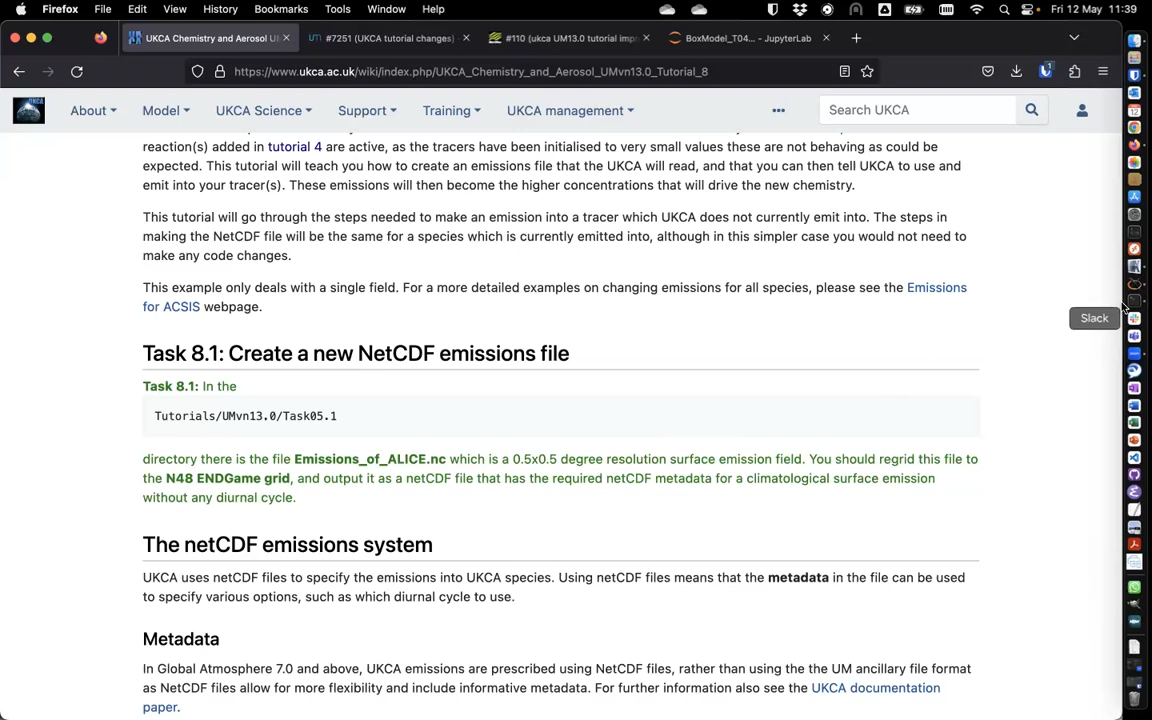 Firefox File Edit View History Bookmarks Tools Window Help Fri 12 May 11:39
UKCA Chemistry and Aerosol U
#7251 (UKCA tutorial changes)
#110 (ukca UM13.0 tutorial imp
BoxModel_T04... - JupyterLab
https://www.ukca.ac.uk/wiki/index.php/UKCA_Chemistry_and_Aerosol_UMvn13.0_Tutorial_8
About Model UKCA Science Support Training UKCA management Search UKCA
reaction(s) added in tutorial 4 are active, as the tracers have been initialised to very small values these are not behaving as could be
expected. This tutorial will teach you how to create an emissions file that the UKCA will read, and that you can then tell UKCA to use and
emit into your tracer(s). These emissions will then become the higher concentrations that will drive the new chemistry.
This tutorial will go through the steps needed to make an emission into a tracer which UKCA does not currently emit into. The steps in
making the NetCDF file will be the same for a species which is currently emitted into, although in this simpler case you would not need to
make any code changes.
This example only deals with a single field. For a more detailed examples on changing emissions for all species, please see the Emissions
for ACSIS webpage.
Slack
Task 8.1: Create a new NetCDF emissions file
Task 8.1: In the
Tutorials/UMvn13.0/Task05.1
directory there is the file Emissions_of_ALICE.nc which is a 0.5x0.5 degree resolution surface emission field. You should regrid this file to
the N48 ENDGame grid, and output it as a netCDF file that has the required netCDF metadata for a climatological surface emission
without any diurnal cycle.
The netCDF emissions system
UKCA uses netCDF files to specify the emissions into UKCA species. Using netCDF files means that the metadata in the file can be used
to specify various options, such as which diurnal cycle to use.
Metadata
In Global Atmosphere 7.0 and above, UKCA emissions are prescribed using NetCDF files, rather than using the the UM ancillary file format
as NetCDF files allow for more flexibility and include informative metadata. For further information also see the UKCA documentation
paper.